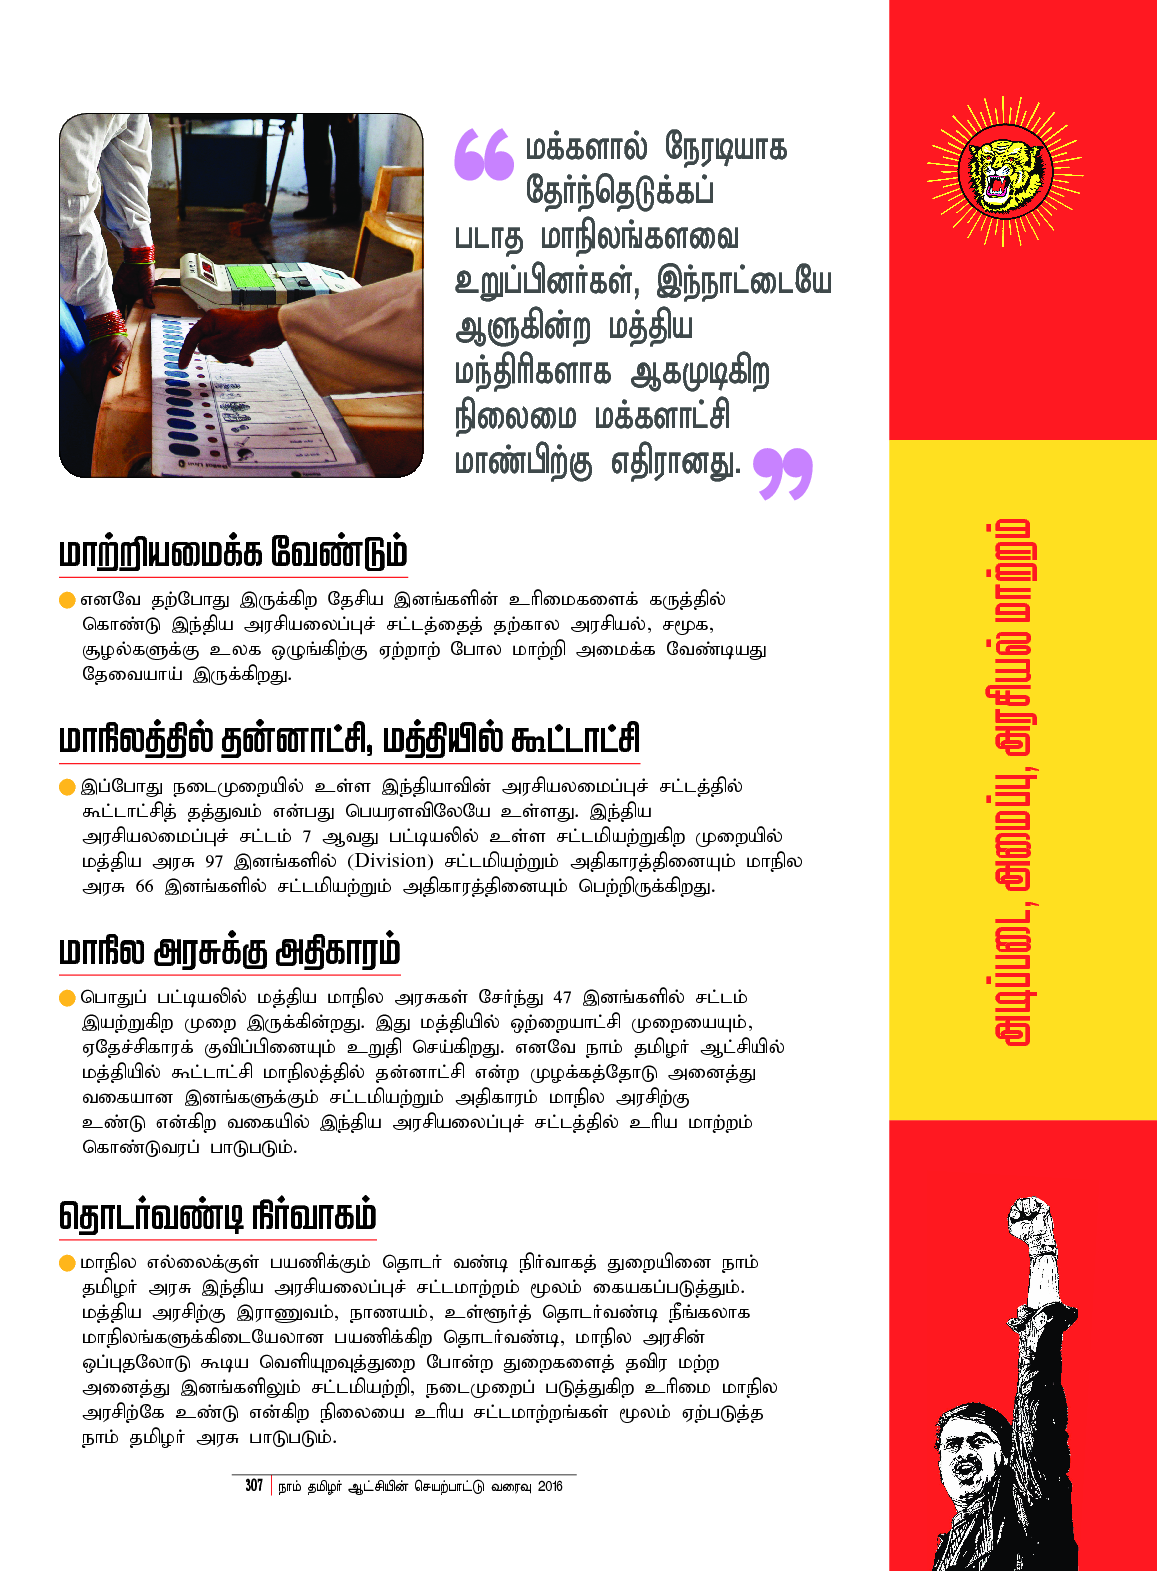 மக்களால் நேரடியாக
தேர்ந்தெடுக்கப்
படாத மாநிலங்களவை
உறுப்பினர்கள், இந்நாட்டையே
ஆளுகின்ற மத்திய
மந்திரிகளாக ஆகமுடிகிற
நிலைமை மக்களாட்சி
மாண்பிற்கு எதிரானது.
மாற்றியமைக்க வேண்டும்
எனவே தற்போது இருக்கிற தேசிய இனங்களின் உரிமைகளைக் கருத்தில்
கொண்டு இந்திய அரசியலைப்புச் சட்டத்தைத் தற்கால அரசியல், சமூக,
சூழல்களுக்கு உலக ஒழுங்கிற்கு ஏற்றாற் போல மாற்றி அமைக்க வேண்டியது
தேவையாய் இருக்கிறது.
மாநிலத்தில் தன்னாட்சி, மத்தியில் கூட்டாட்சி
இப்போது நடைமுறையில் உள்ள இந்தியாவின் அரசியலமைப்புச் சட்டத்தில்
கூட்டாட்சித் தத்துவம் என்பது பெயரளவிலேயே உள்ளது. இந்திய
அரசியலமைப்புச் சட்டம் 7 ஆவது பட்டியலில் உள்ள சட்டமியற்றுகிற முறையில்
மத்திய அரசு 97 இனங்களில் (Division) சட்டமியற்றும் அதிகாரத்தினையும் மாநில
அரசு 66 இனங்களில் சட்டமியற்றும் அதிகாரத்தினையும் பெற்றிருக்கிறது.
மாநில அரசுக்கு அதிகாரம்
பொதுப் பட்டியலில் மத்திய மாநில அரசுகள் சேர்ந்து 47 இனங்களில் சட்டம்
இயற்றுகிற முறை இருக்கின்றது. இது மத்தியில் ஒற்றையாட்சி முறையையும்,
ஏதேச்சிகாரக் குவிப்பினையும் உறுதி செய்கிறது. எனவே நாம் தமிழர் ஆட்சியில்
மத்தியில் கூட்டாட்சி மாநிலத்தில் தன்னாட்சி என்ற முழக்கத்தோடு அனைத்து
வகையான இனங்களுக்கும் சட்டமியற்றும் அதிகாரம் மாநில அரசிற்கு
உண்டு என்கிற வகையில் இந்திய அரசியலைப்புச் சட்டத்தில் உரிய மாற்றம்
கொண்டுவரப் பாடுபடும்.
தொடர்வண்டி நிர்வாகம்
மாநில எல்லைக்குள் பயணிக்கும் தொடர் வண்டி நிர்வாகத் துறையினை நாம்
தமிழர் அரசு இந்திய அரசியலைப்புச் சட்டமாற்றம் மூலம் கையகப்படுத்தும்.
மத்திய அரசிற்கு இராணுவம், நாணயம், உள்ளூர்த் தொடர்வண்டி நீங்கலாக
மாநிலங்களுக்கிடையேலான பயணிக்கிற தொடர்வண்டி, மாநில அரசின்
ஒப்புதலோடு கூடிய வெளியுறவுத்துறை போன்ற துறைகளைத் தவிர மற்ற
அனைத்து இனங்களிலும் சட்டமியற்றி, நடைமுறைப் படுத்துகிற உரிமை மாநில
அரசிற்கே உண்டு என்கிற நிலையை உரிய சட்டமாற்றங்கள் மூலம் ஏற்படுத்த
நாம் தமிழர் அரசு பாடுபடும்.
307 நாம் தமிழர் ஆட்சியின் செயற்பாட்டு வரைவு 2016
அடிப்படை, அமைப்பு, அரசியல் மாற்றம்